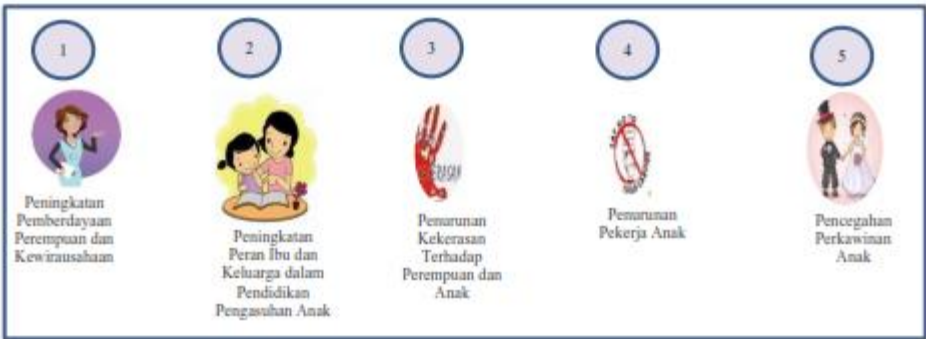 1
2
3
4
5
Peningkatan
Pemberdayaan
Perempuan dan
Kewirausahaan
Peningkatan
Peran Ibu dan
Keluarga dalam
Pendidikan
Pengasuhan Anak
Penurunan
Kekerasan
Terhadap
Perempuan dan
Anak
Penurunan
Pekerja Anak
Pencegahan
Perkawinan
Anak